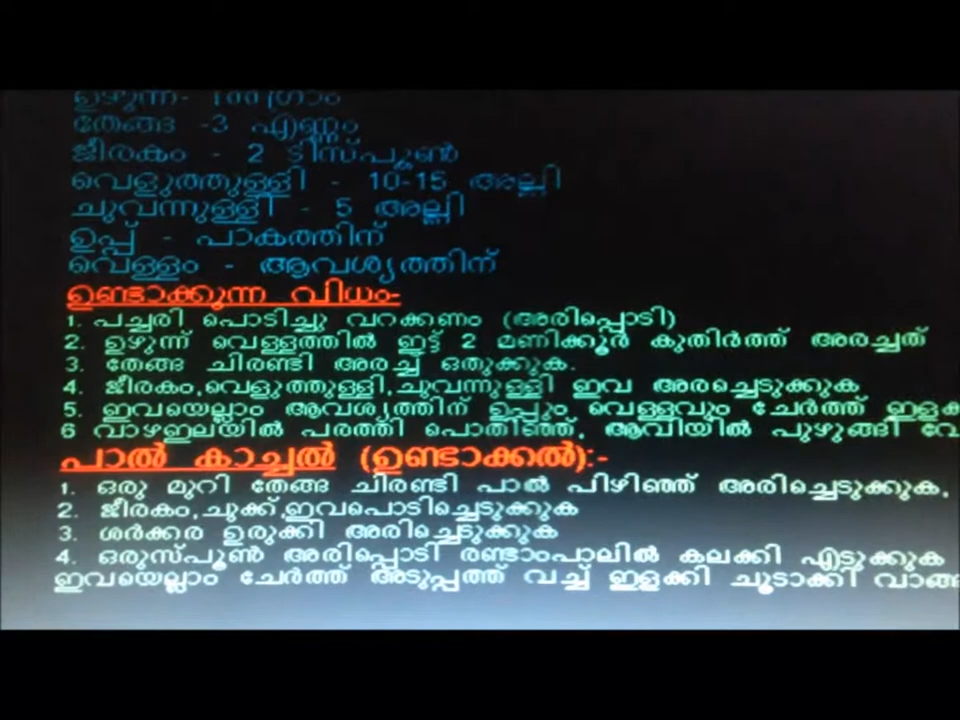 ഉഴുന്ന- 100ഗ്രാം
തേങ്ങ -3 എണ്ണം
ജീരകം - 2 ടീസ്പൂൺ
വെളുത്തുള്ളി - 10-15 അല്ലി
ചുവന്നുള്ളി - 5 അല്ലി
ഉപ്പ് - പാകത്തിന്
വെള്ളം - ആവശ്യത്തിന്
ഉണ്ടാക്കുന്ന വിധം-
1. പച്ചരി പൊടിച്ചു വറക്കണം (അരിപ്പൊടി)
2. ഉഴുന്ന് വെള്ളത്തിൽ ഇട്ട് 2 മണിക്കൂർ കുതിർത്ത് അരച്ചത്
3. തേങ്ങ ചിരണ്ടി അരച്ച് ഒതുക്കുക.
4. ജീരകം,വെളുത്തുള്ളി,ചുവന്നുള്ളി ഇവ അരച്ചെടുക്കുക
5. ഇവയെല്ലാം ആവശ്യത്തിന് ഉപ്പും, വെള്ളവും ചേർത്ത്
6 വാഴഇലയിൽ പരത്തി പൊതിഞ്ഞ്, ആവിയിൽ പുഴുങ്ങി
പാൽ കാച്ചൽ (ഉണ്ടാക്കൽ):-
1. ഒരു മുറി തേങ്ങ ചിരണ്ടി പാൽ പിഴിഞ്ഞ് അരിച്ചെടുക്കുക,
2. ജീരകം,ചുക്ക്,ഇവപൊടിച്ചെടുക്കുക
3. ശർക്കര ഉരുക്കി അരിച്ചെടുക്കുക
4. ഒരുസ്പൂൺ അരിപ്പൊടി രണ്ടാംപാലിൽ കലക്കി എടുക്കുക
ഇവയെല്ലാം ചേർത്ത് അടുപ്പത്ത് വച്ച് ഇളക്കി ചൂടാക്കി